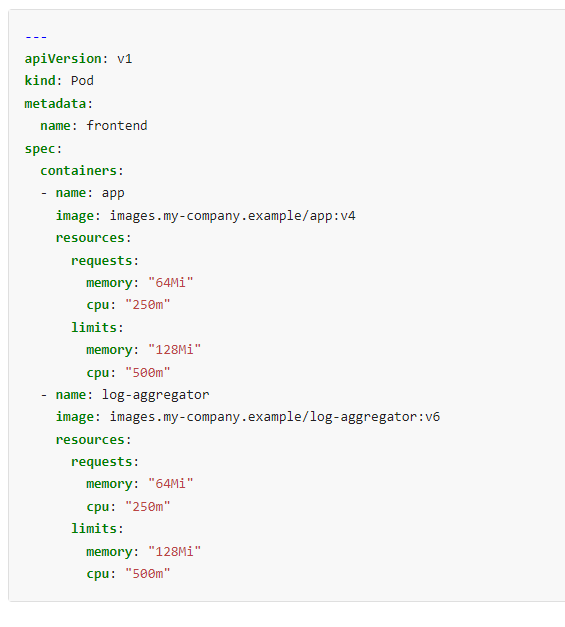 ---
apiVersion: v1
kind: Pod
metadata:
  name: frontend
spec:
  containers:
  - name: app
    image: images.my-company.example/app:v4
    resources:
      requests:
        memory: "64Mi"
        cpu: "250m"
      limits:
        memory: "128Mi"
        cpu: "500m"
  - name: log-aggregator
    image: images.my-company.example/log-aggregator:v6
    resources:
      requests:
        memory: "64Mi"
        cpu: "250m"
      limits:
        memory: "128Mi"
        cpu: "500m"